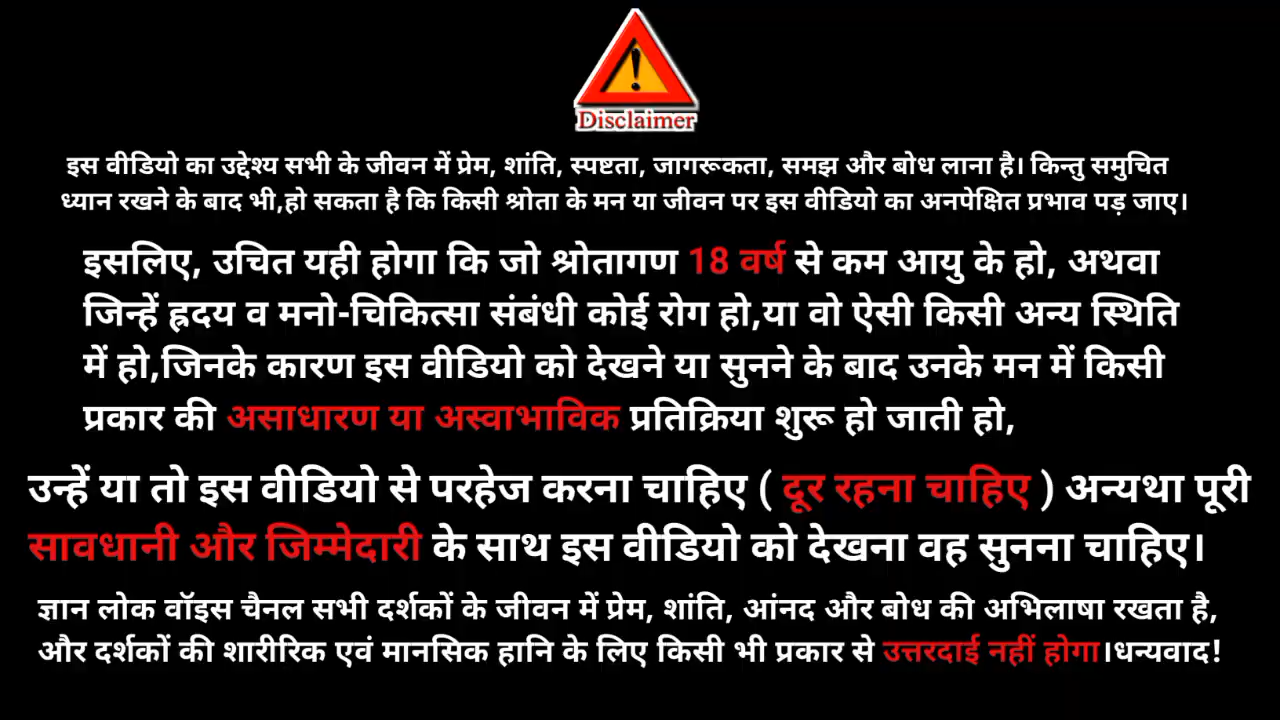 !
Disclaimer
इस वीडियो का उद्देश्य सभी के जीवन में प्रेम, शांति, स्पष्टता, जागरूकता, समझ और बोध लाना है। किन्तु समुचित
ध्यान रखने के बाद भी,हो सकता है कि किसी श्रोता के मन या जीवन पर इस वीडियो का अनपेक्षित प्रभाव पड़ जाए।
इसलिए, उचित यही होगा कि जो श्रोतागण 18 वर्ष से कम आयु के हो, अथवा
जिन्हें ह्रदय व मनो-चिकित्सा संबंधी कोई रोग हो,या वो ऐसी किसी अन्य स्थिति
में हो,जिनके कारण इस वीडियो को देखने या सुनने के बाद उनके मन में किसी
प्रकार की असाधारण या अस्वाभाविक प्रतिक्रिया शुरू हो जाती हो,
उन्हें या तो इस वीडियो से परहेज करना चाहिए ( दूर रहना चाहिए ) अन्यथा पूरी
सावधानी और जिम्मेदारी के साथ इस वीडियो को देखना वह सुनना चाहिए।
ज्ञान लोक वॉइस चैनल सभी दर्शकों के जीवन में प्रेम, शांति, आंनद और बोध की अभिलाषा रखता है,
और दर्शकों की शारीरिक एवं मानसिक हानि के लिए किसी भी प्रकार से उत्तरदाई नहीं होगा।धन्यवाद!